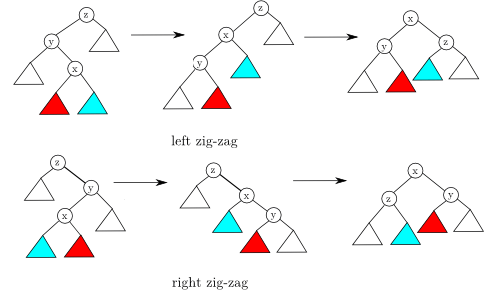 z z x
y x y z
x y
left zig-zag
z z x
y x z y
x y
right zig-zag